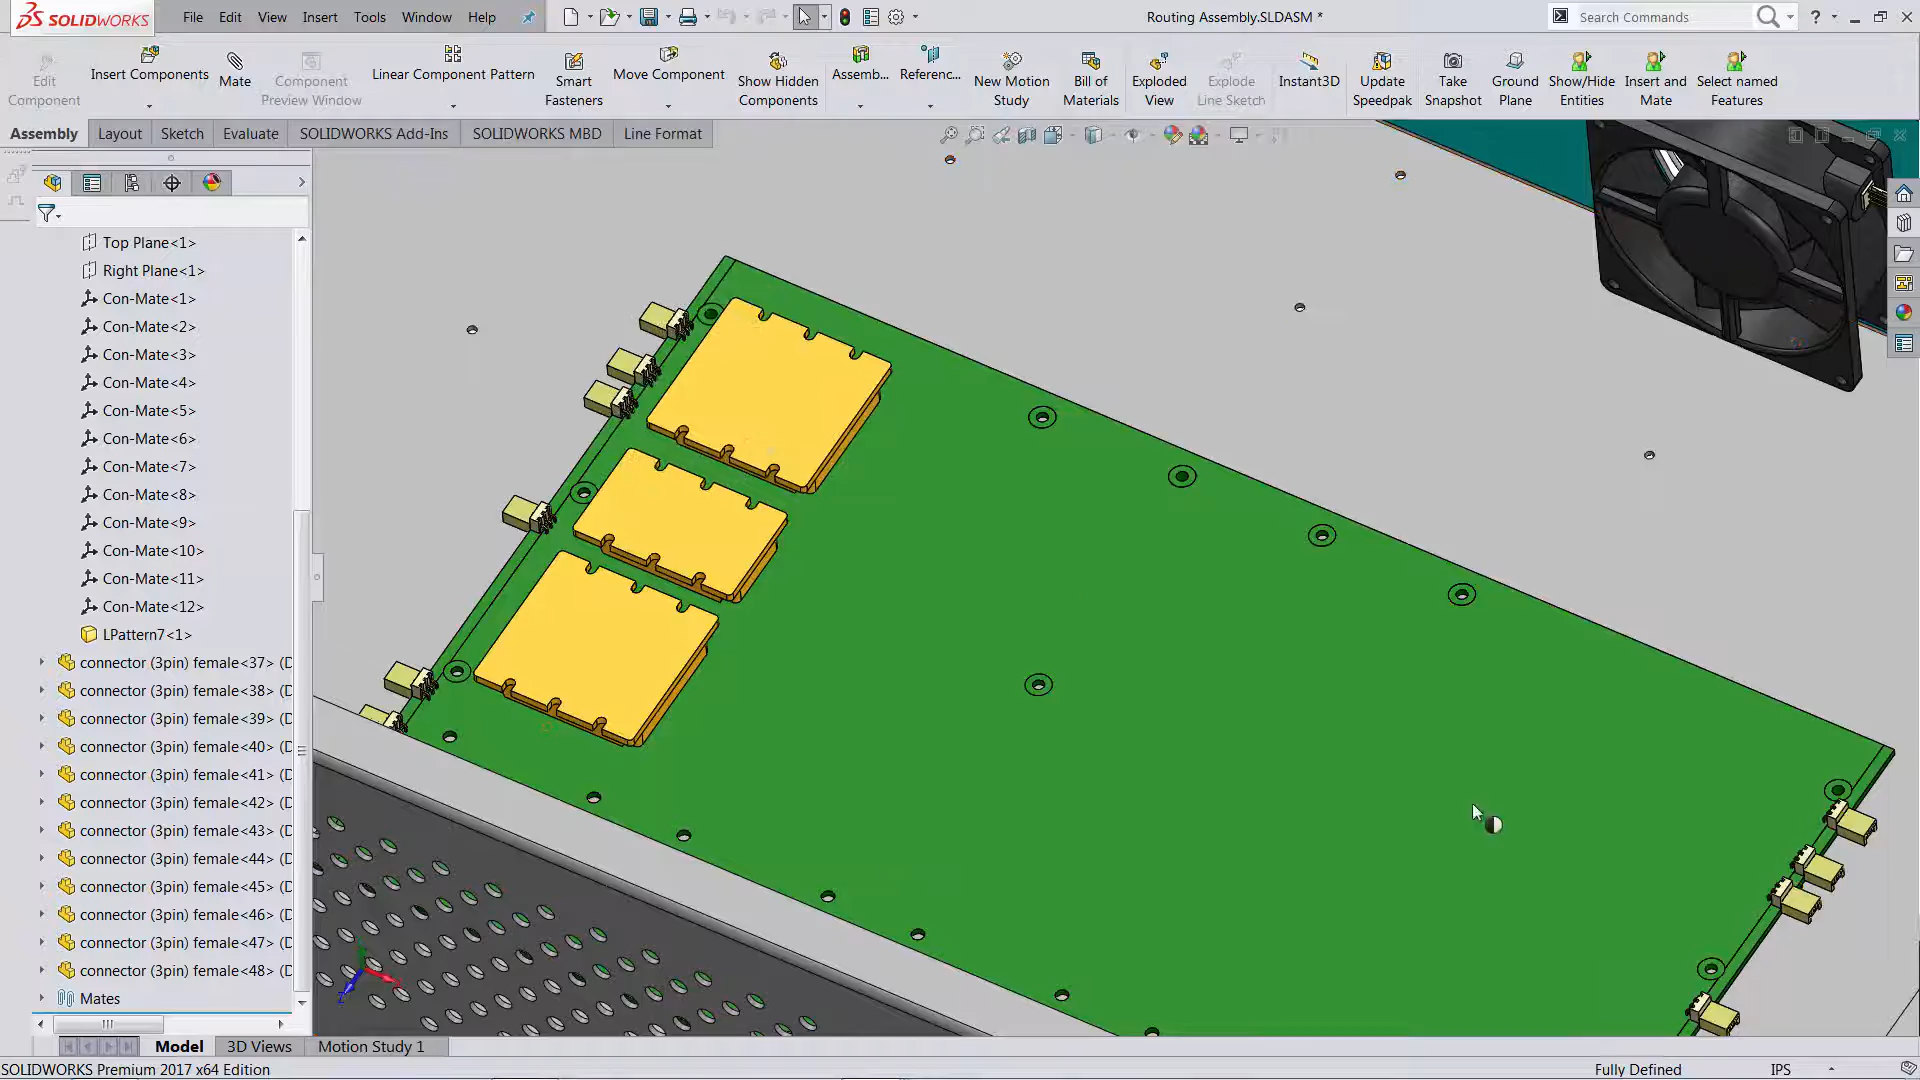 SOLIDWORKS
File Edit View Insert Tools Window Help
Routing Assembly.SLDASM *
Search Commands
?
Edit Component
Insert Components
Mate
Component Preview Window
Linear Component Pattern
Smart Fasteners
Move Component
Show Hidden Components
Assemb...
Referenc...
New Motion Study
Bill of Materials
Exploded View
Explode Line Sketch
Instant3D
Update Speedpak
Take Snapshot
Ground Plane
Show/Hide Entities
Insert and Mate
Select named Features
Assembly Layout Sketch Evaluate SOLIDWORKS Add-Ins SOLIDWORKS MBD Line Format
Top Plane<1>
Right Plane<1>
Con-Mate<1>
Con-Mate<2>
Con-Mate<3>
Con-Mate<4>
Con-Mate<5>
Con-Mate<6>
Con-Mate<7>
Con-Mate<8>
Con-Mate<9>
Con-Mate<10>
Con-Mate<11>
Con-Mate<12>
LPattern7<1>
connector (3pin) female<37> (D
connector (3pin) female<38> (D
connector (3pin) female<39> (D
connector (3pin) female<40> (D
connector (3pin) female<41> (D
connector (3pin) female<42> (D
connector (3pin) female<43> (D
connector (3pin) female<44> (D
connector (3pin) female<45> (D
connector (3pin) female<46> (D
connector (3pin) female<47> (D
connector (3pin) female<48> (D
Mates
Z
Model 3D Views Motion Study 1
SOLIDWORKS Premium 2017 x64 Edition
Fully Defined
IPS